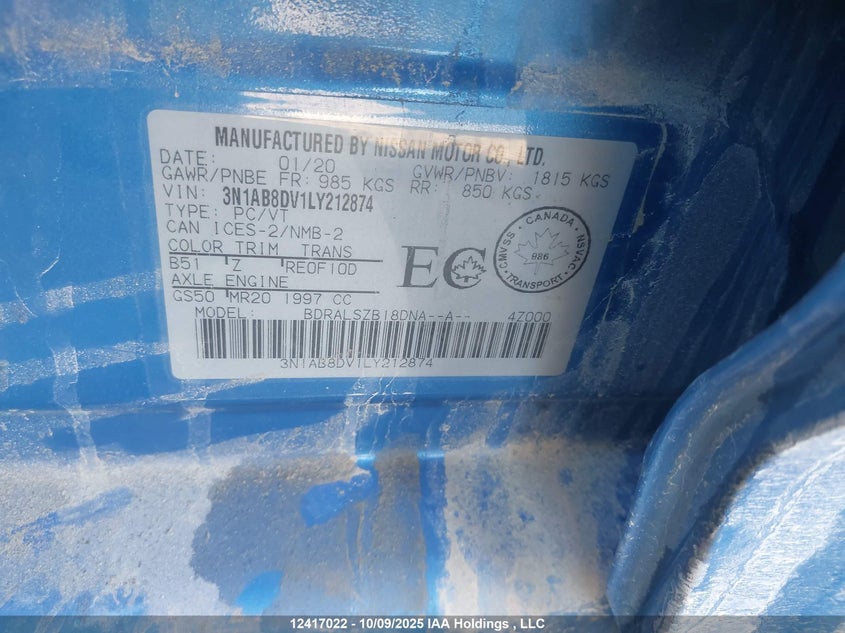 MANUFACTURED BY NISSAN MOTOR CO., LTD.
DATE: 01/20 GVWR/PNBV: 1815 KGS
GAWR/PNBE FR: 985 KGS RR: 850 KGS
VIN: 3N1AB8DV1LY212874
TYPE: PC/VT
CAN ICES-2/NMB-2
COLOR TRIM TRANS
B51 Z RE0F10D
AXLE ENGINE
GS50 MR20 1997 CC
MODEL: BDRALSZB18DNA--A-- 4Z000
3N1AB8DV1LY212874
EC
CANADA
CMVSS NSVAC
986
TRANSPORT
12417022 - 10/09/2025 IAA Holdings , LLC